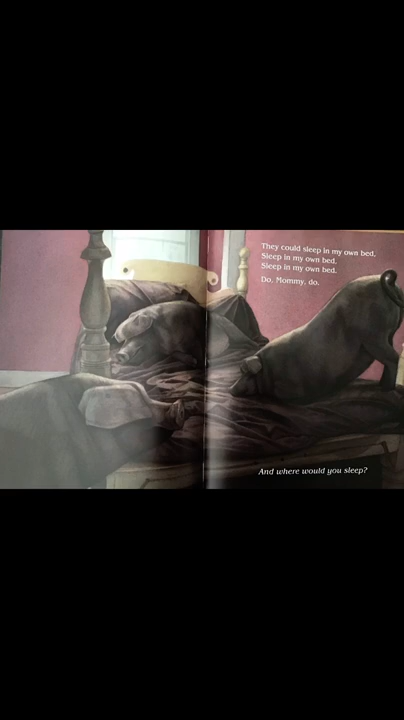 They could sleep in my own bed,
Sleep in my own bed.
Sleep in my own bed.
Do. Mommy, do.
And where would you sleep?